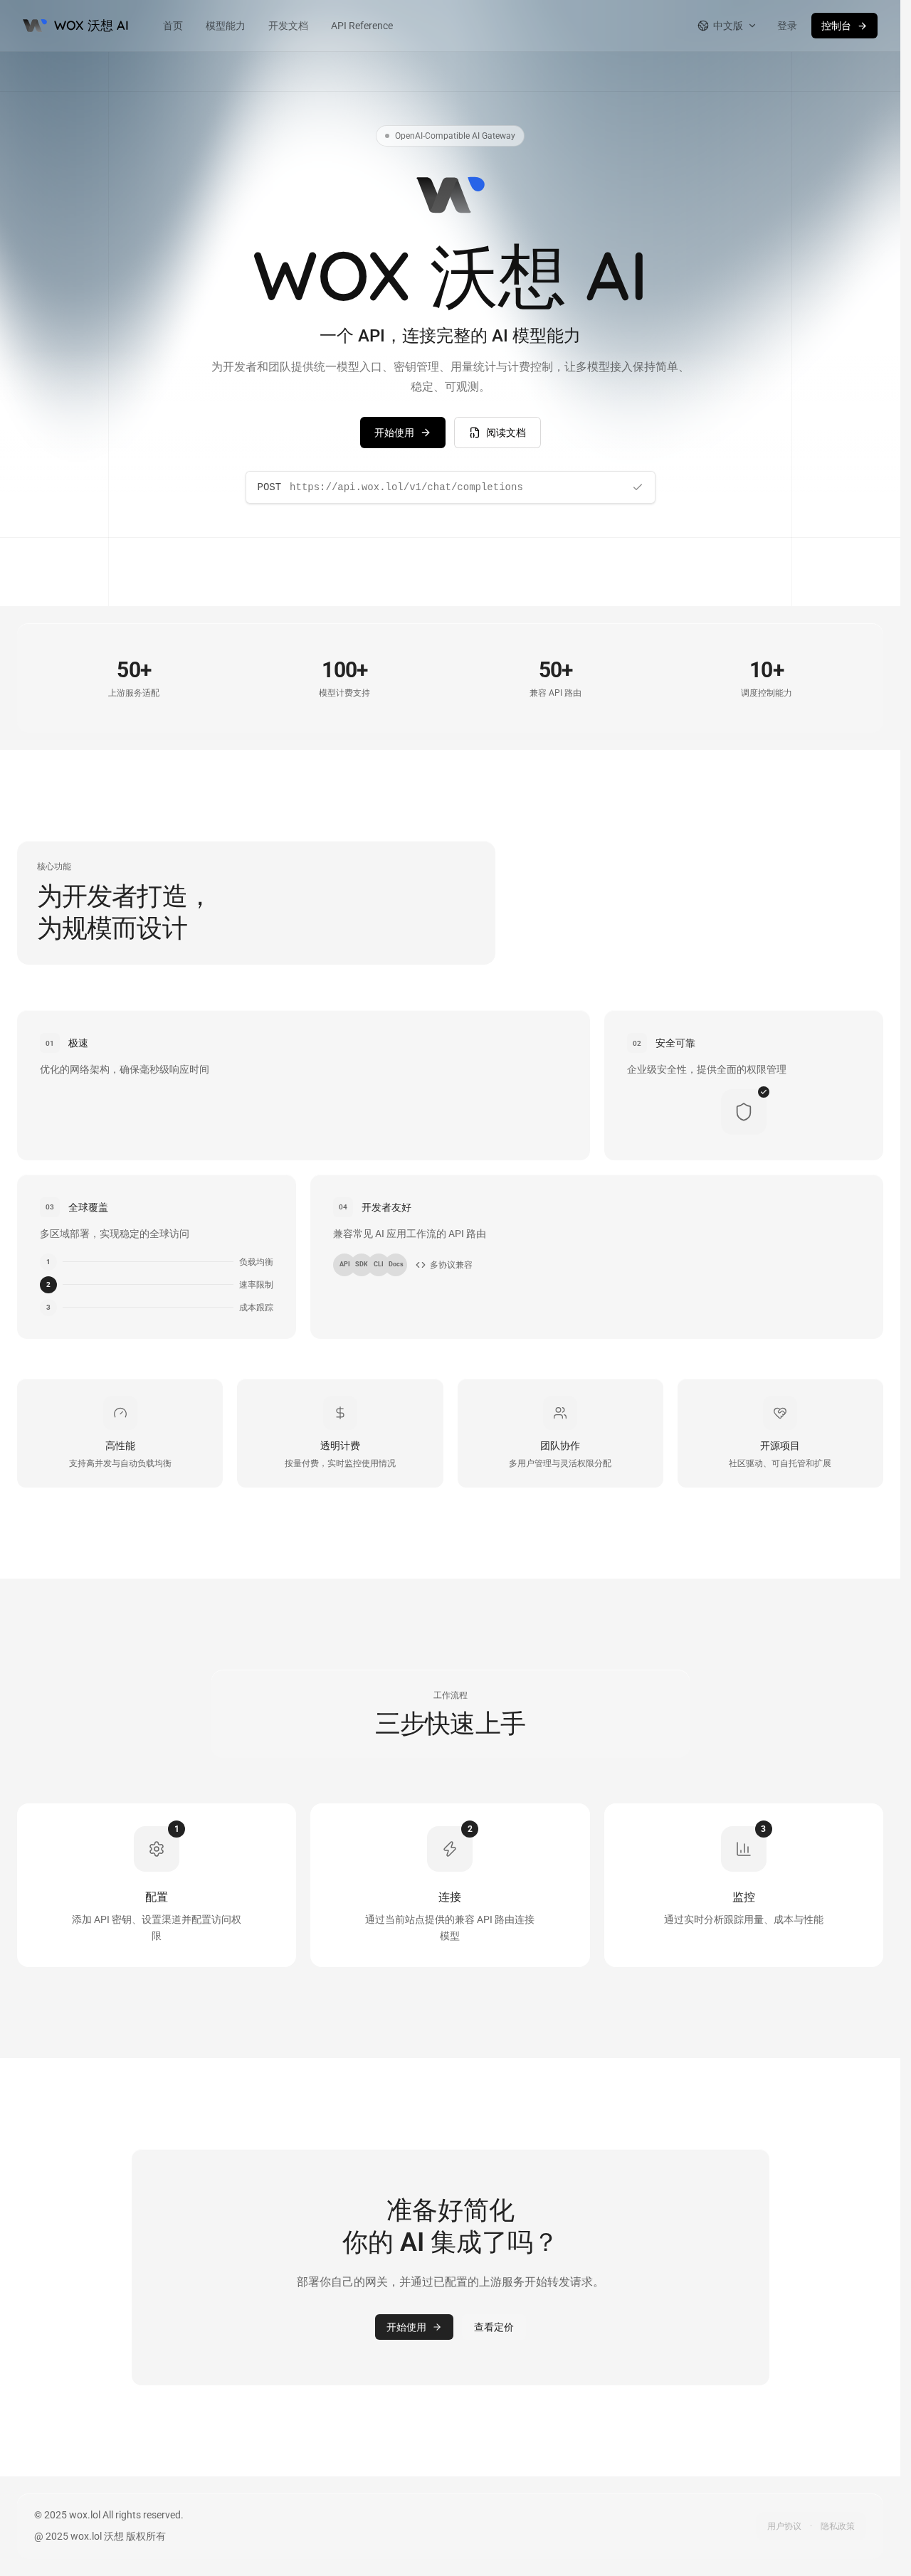 WOX 沃想 AI
首页
模型能力
开发文档
API Reference
中文版
登录
控制台
OpenAI-Compatible AI Gateway
WOX 沃想 AI
一个 API，连接完整的 AI 模型能力
为开发者和团队提供统一模型入口、密钥管理、用量统计与计费控制，让多模型接入保持简单、
稳定、可观测。
开始使用
阅读文档
POST https://api.wox.lol/v1/chat/completions
50+
上游服务适配
100+
模型计费支持
50+
兼容 API 路由
10+
调度控制能力
核心功能
为开发者打造，
为规模而设计
01 极速
优化的网络架构，确保毫秒级响应时间
02 安全可靠
企业级安全性，提供全面的权限管理
03 全球覆盖
多区域部署，实现稳定的全球访问
1 负载均衡
2 速率限制
3 成本跟踪
04 开发者友好
兼容常见 AI 应用工作流的 API 路由
API SDK CLI Docs 多协议兼容
高性能
支持高并发与自动负载均衡
透明计费
按量付费，实时监控使用情况
团队协作
多用户管理与灵活权限分配
开源项目
社区驱动、可自托管和扩展
工作流程
三步快速上手
1
配置
添加 API 密钥、设置渠道并配置访问权
限
2
连接
通过当前站点提供的兼容 API 路由连接
模型
3
监控
通过实时分析跟踪用量、成本与性能
准备好简化
你的 AI 集成了吗？
部署你自己的网关，并通过已配置的上游服务开始转发请求。
开始使用
查看定价
© 2025 wox.lol All rights reserved.
@ 2025 wox.lol 沃想 版权所有
用户协议 · 隐私政策